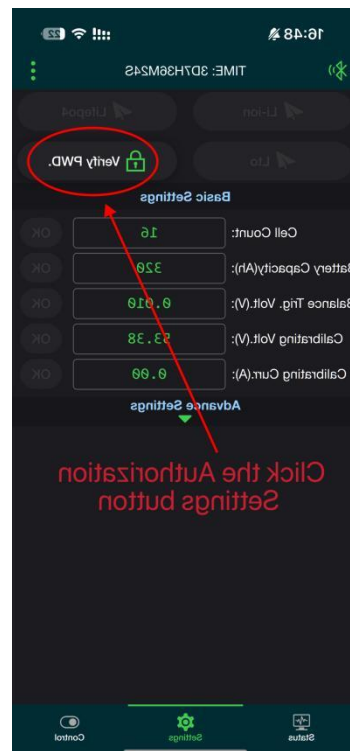 16:48
22
TIME: 3D7H36M24S
Li-ion
Lifepo4
Lto
Verify PWD.
Basic Settings
Cell Count: 16 OK
Battery Capacity(Ah): 320 OK
Balance Trig. Volt.(V): 0.010 OK
Calibrating Volt.(V): 53.38 OK
Calibrating Curr.(A): 0.00 OK
Advance Settings
Click the Authorization
Settings button
Status
Settings
Control